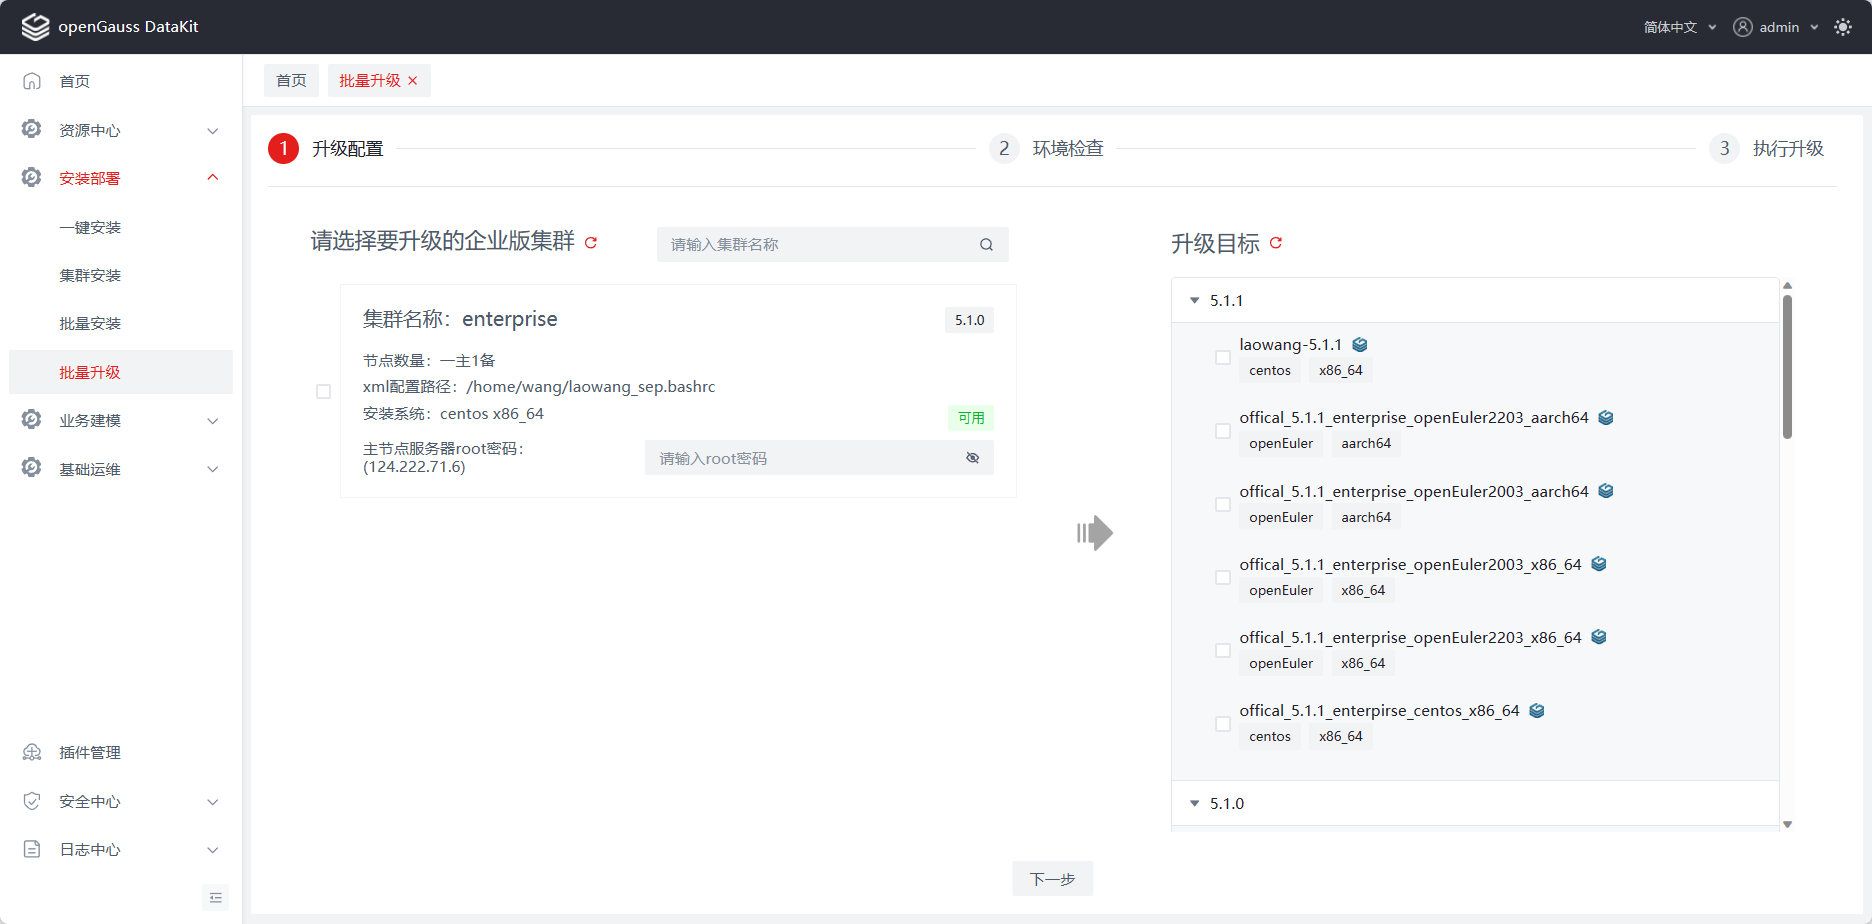 openGauss DataKit
简体中文
admin
首页
资源中心
安装部署
一键安装
集群安装
批量安装
批量升级
业务建模
基础运维
插件管理
安全中心
日志中心
首页
批量升级
1 升级配置
2 环境检查
3 执行升级
请选择要升级的企业版集群
请输入集群名称
集群名称：enterprise
5.1.0
节点数量：一主1备
xml配置路径：/home/wang/laowang_sep.bashrc
安装系统：centos x86_64
可用
主节点服务器root密码：
(124.222.71.6)
请输入root密码
升级目标
5.1.1
laowang-5.1.1
centos x86_64
offical_5.1.1_enterprise_openEuler2203_aarch64
openEuler aarch64
offical_5.1.1_enterprise_openEuler2003_aarch64
openEuler aarch64
offical_5.1.1_enterprise_openEuler2003_x86_64
openEuler x86_64
offical_5.1.1_enterprise_openEuler2203_x86_64
openEuler x86_64
offical_5.1.1_enterpirse_centos_x86_64
centos x86_64
5.1.0
下一步